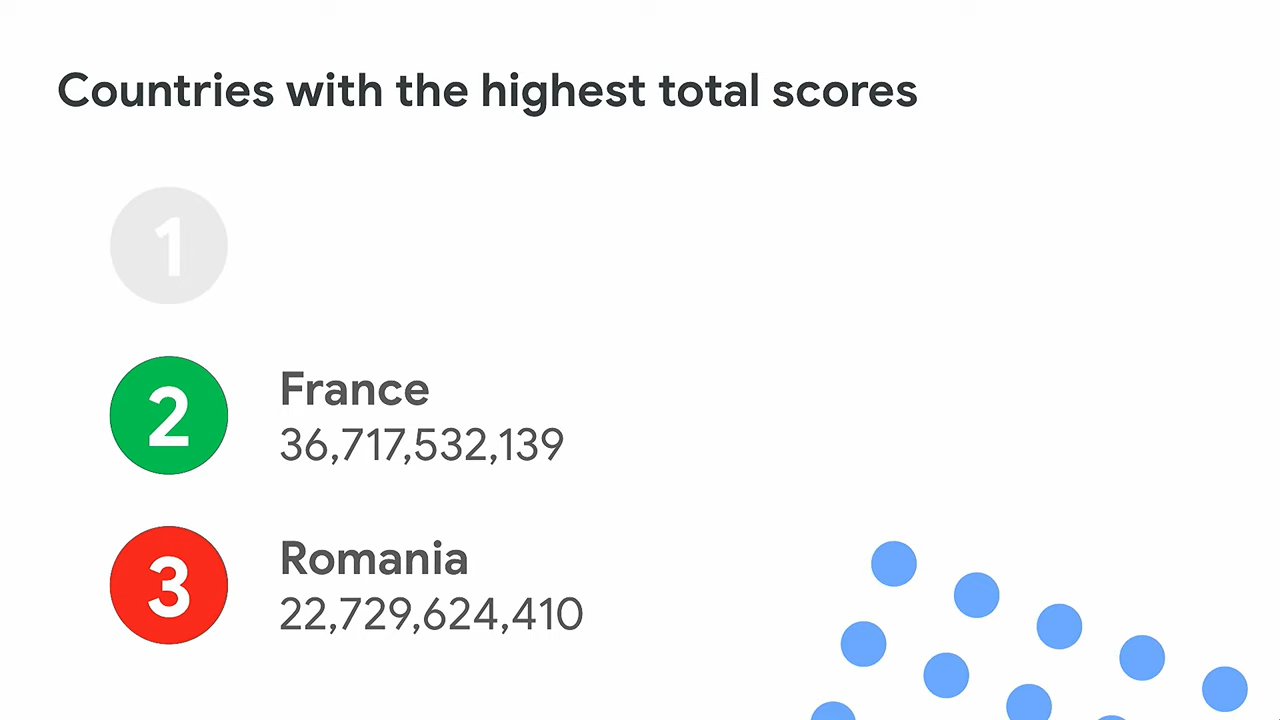 Countries with the highest total scores
1
2
France
36,717,532,139
3
Romania
22,729,624,410